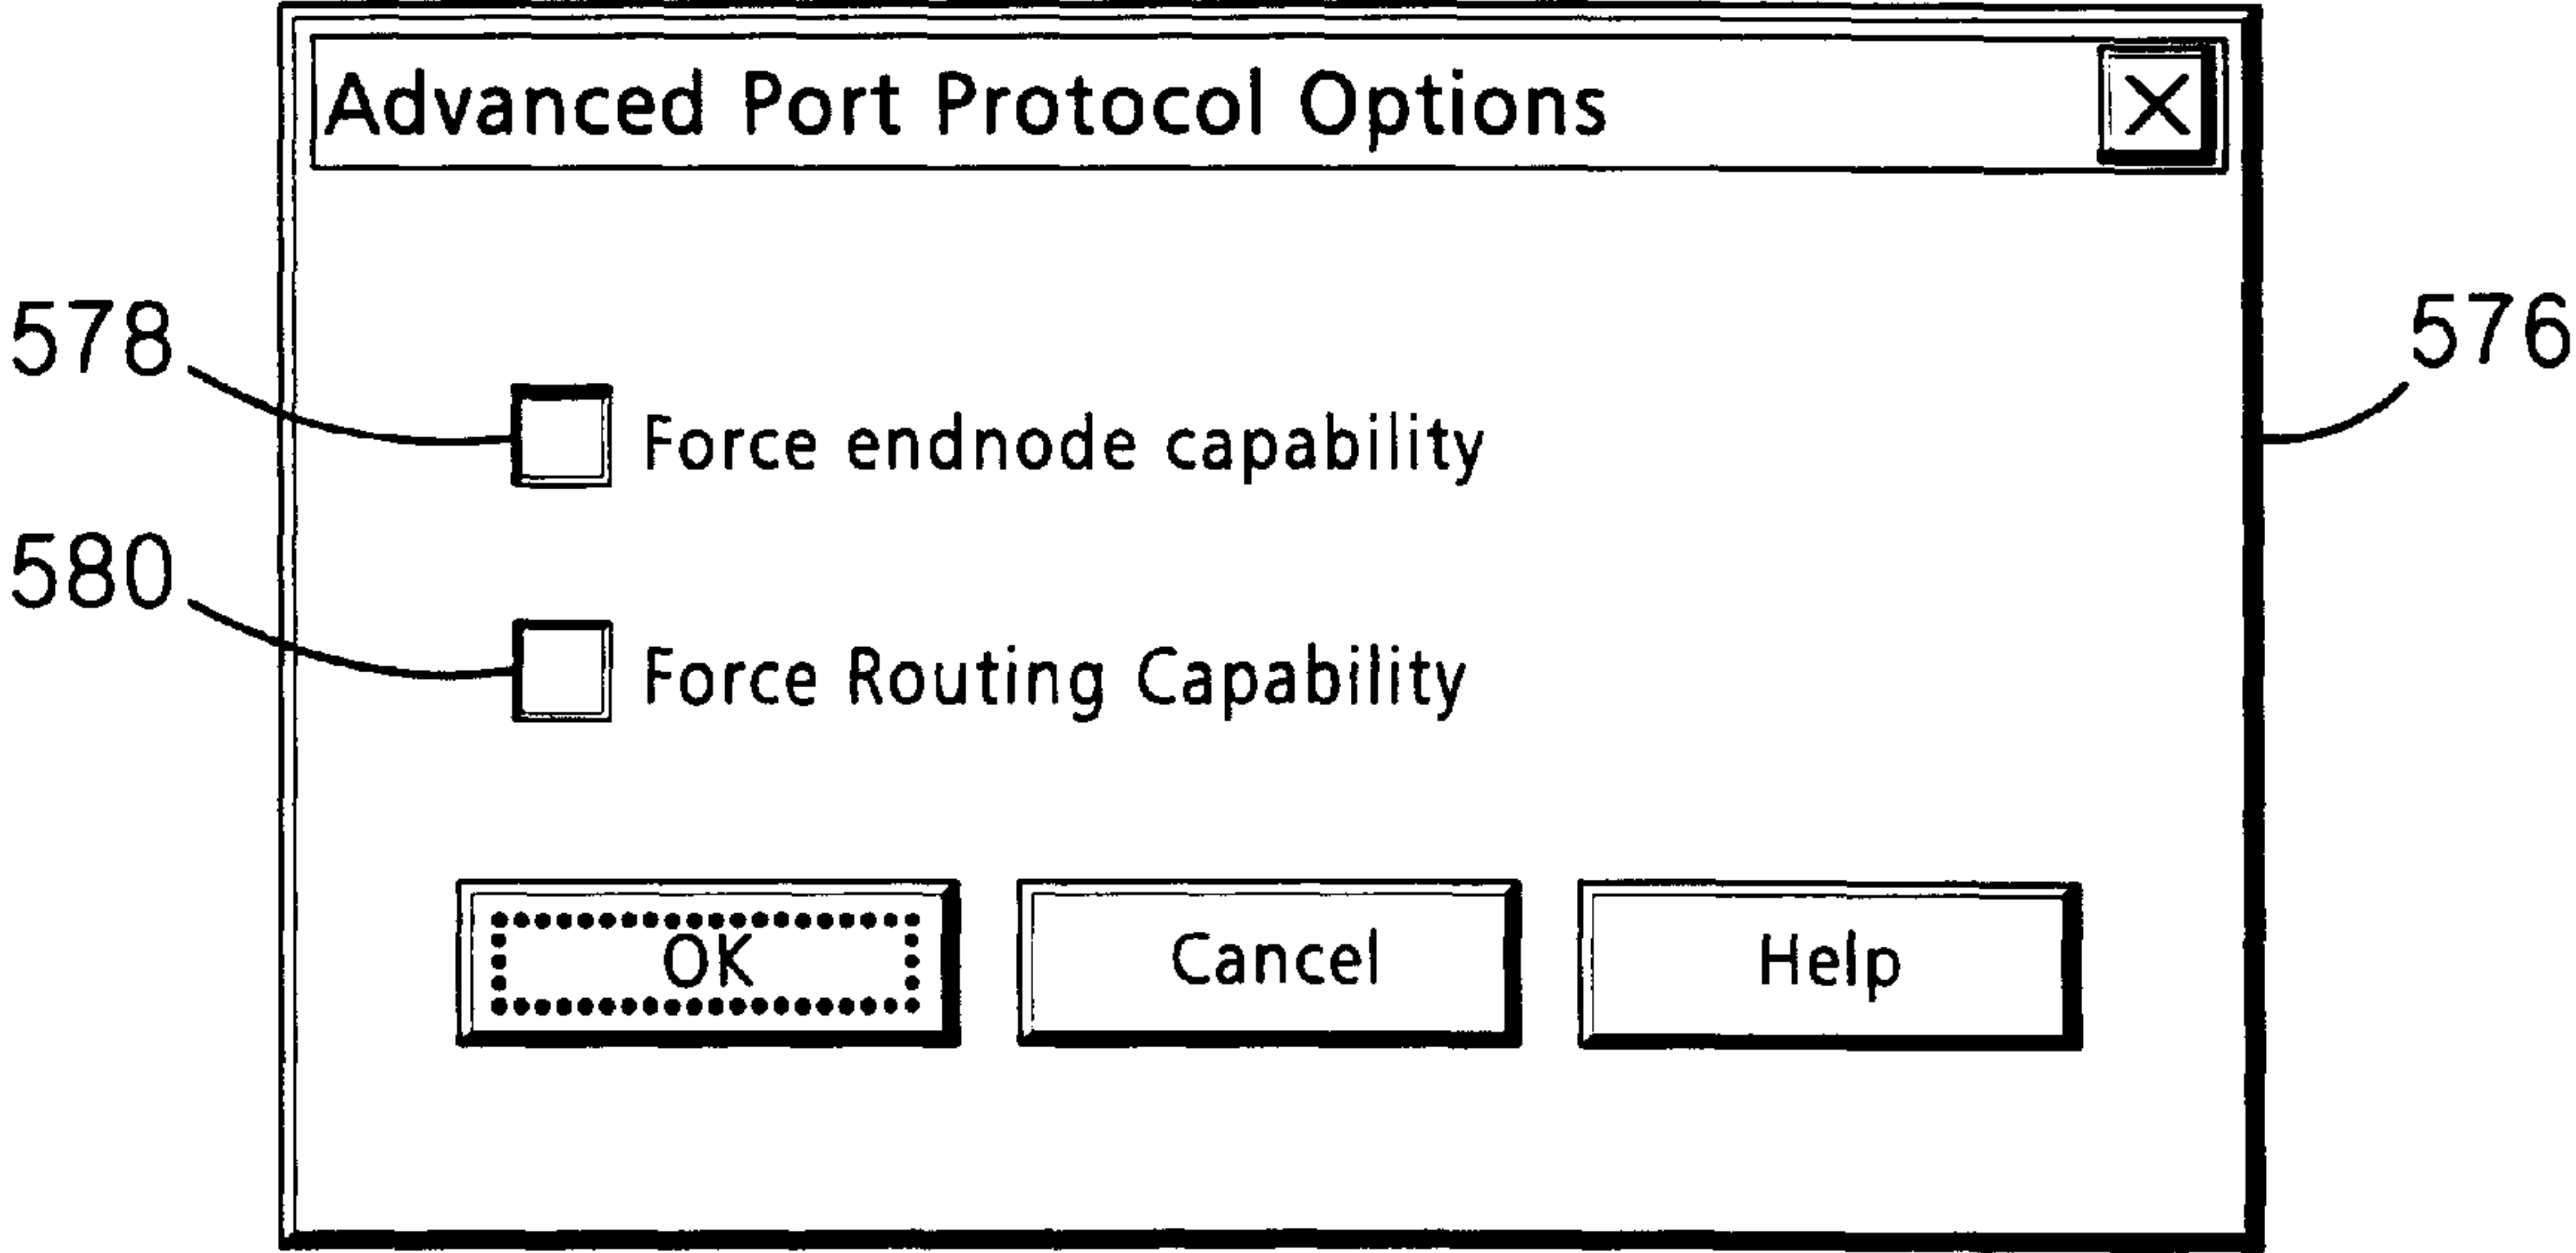 Advanced Port Protocol Options
578
576
Force endnode capability
580
Force Routing Capability
OK
Cancel
Help